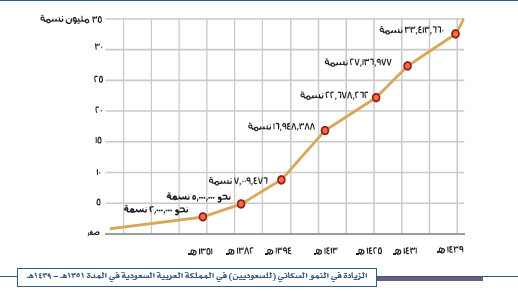 ٣٥ مليون نسمة
٣٣,٤١٣,٦٦٠ نسمة
٣٠
٢٧,١٣٦,٩٧٧ نسمة
٢٥
٢٢,٦٧٨,٢٦٢ نسمة
٢٠
١٦,٩٤٨,٣٨٨ نسمة
١٥
١٠
٧,٠٠٩,٤٧٦ نسمة
نحو ٥,٠٠٠,٠٠٠ نسمة
٥
نحو ٢,٠٠٠,٠٠٠ نسمة
صفر
١٣٥١هـ ١٣٨٢هـ ١٣٩٤هـ ١٤١٣هـ ١٤٢٥هـ ١٤٣١هـ ١٤٣٩هـ
الزيادة في النمو السكاني (للسعوديين) في المملكة العربية السعودية في المدة ١٣٥١هـ - ١٤٣٩هـ